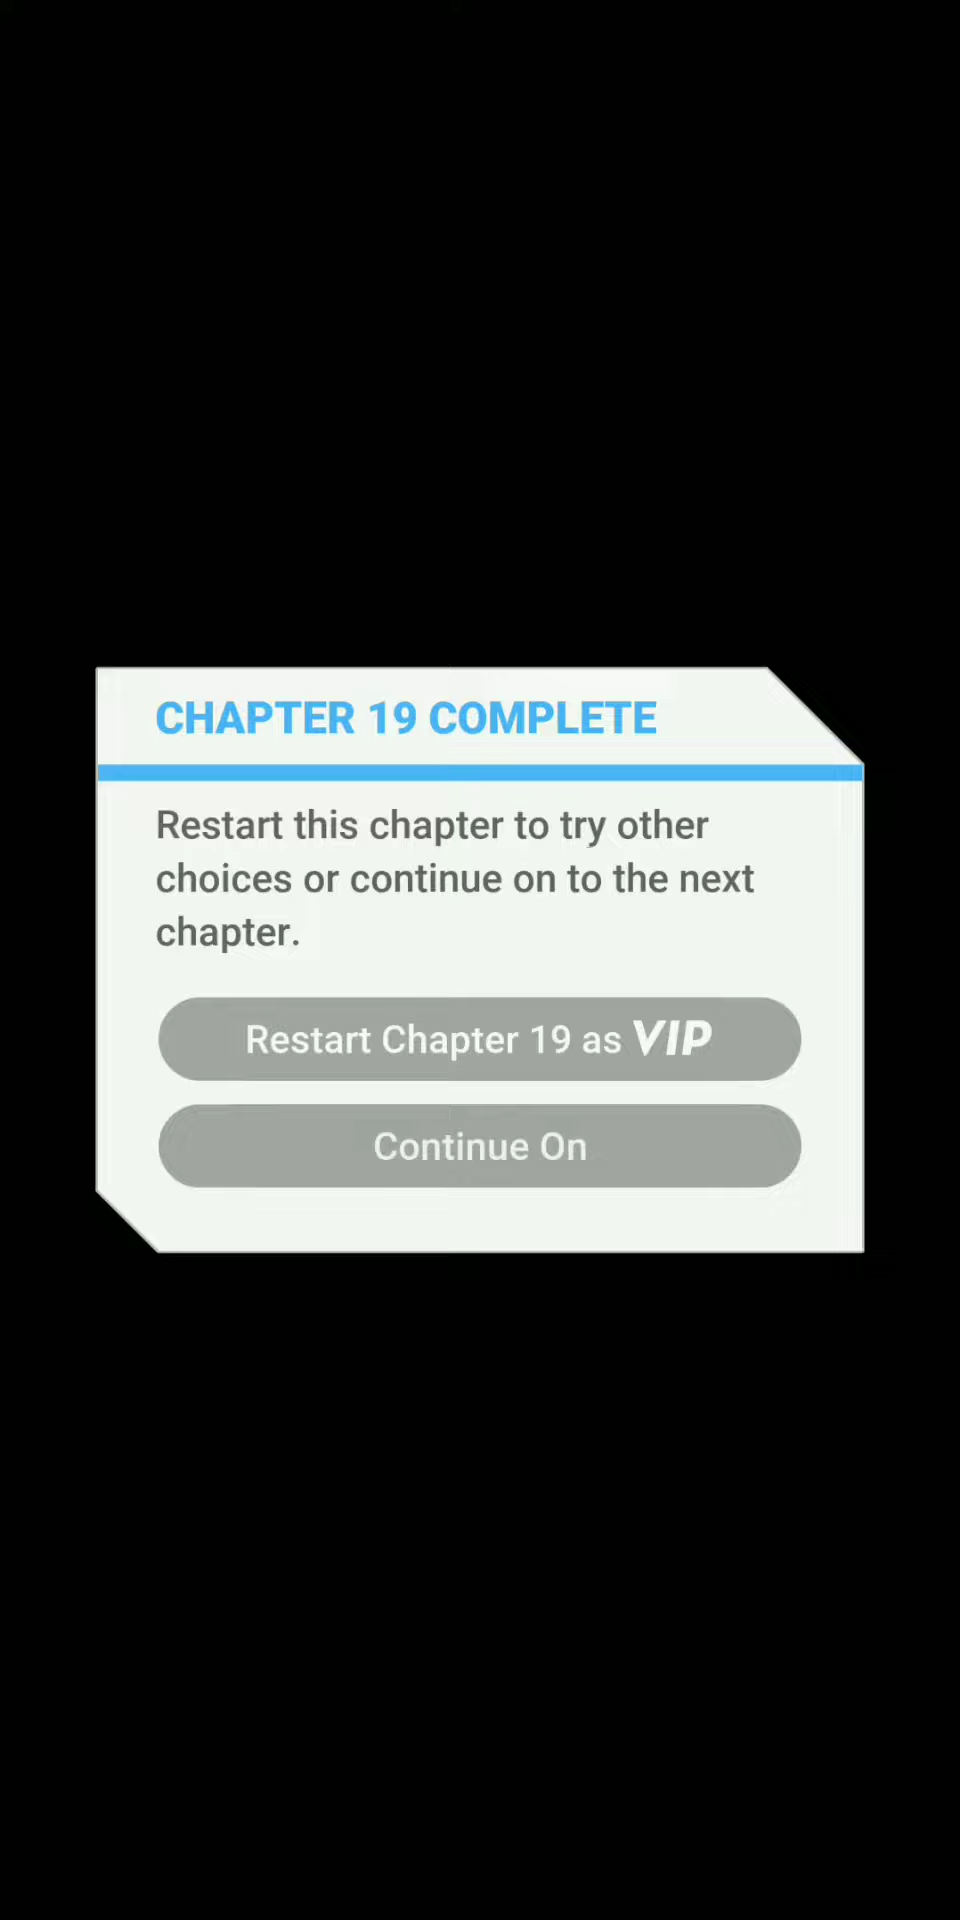 CHAPTER 19 COMPLETE
Restart this chapter to try other
choices or continue on to the next
chapter.
Restart Chapter 19 as VIP
Continue On